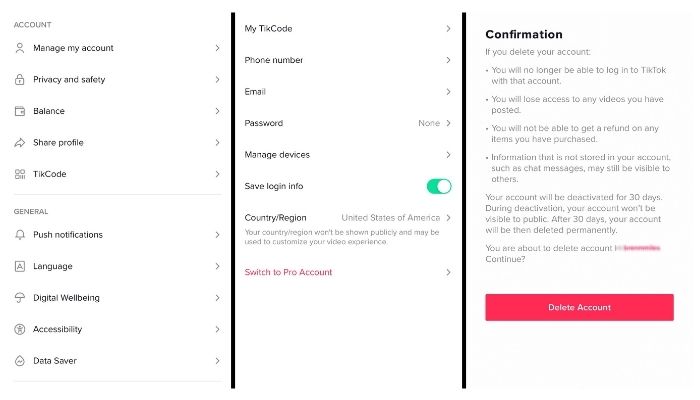 ACCOUNT
Manage my account
Privacy and safety
Balance
Share profile
TikCode
GENERAL
Push notifications
Language
Digital Wellbeing
Accessibility
Data Saver
My TikCode
Phone number
Email
Password None
Manage devices
Save login info
Country/Region United States of America
Your country/region won't be shown publicly and may be
used to customize your video experience.
Switch to Pro Account
Confirmation
If you delete your account:
• You will no longer be able to log in to TikTok
with that account.
• You will lose access to any videos you have
posted.
• You will not be able to get a refund on any
items you have purchased.
• Information that is not stored in your account,
such as chat messages, may still be visible to
others.
Your account will be deactivated for 30 days.
During deactivation, your account won't be
visible to public. After 30 days, your account
will be then deleted permanently.
You are about to delete account
Continue?
Delete Account